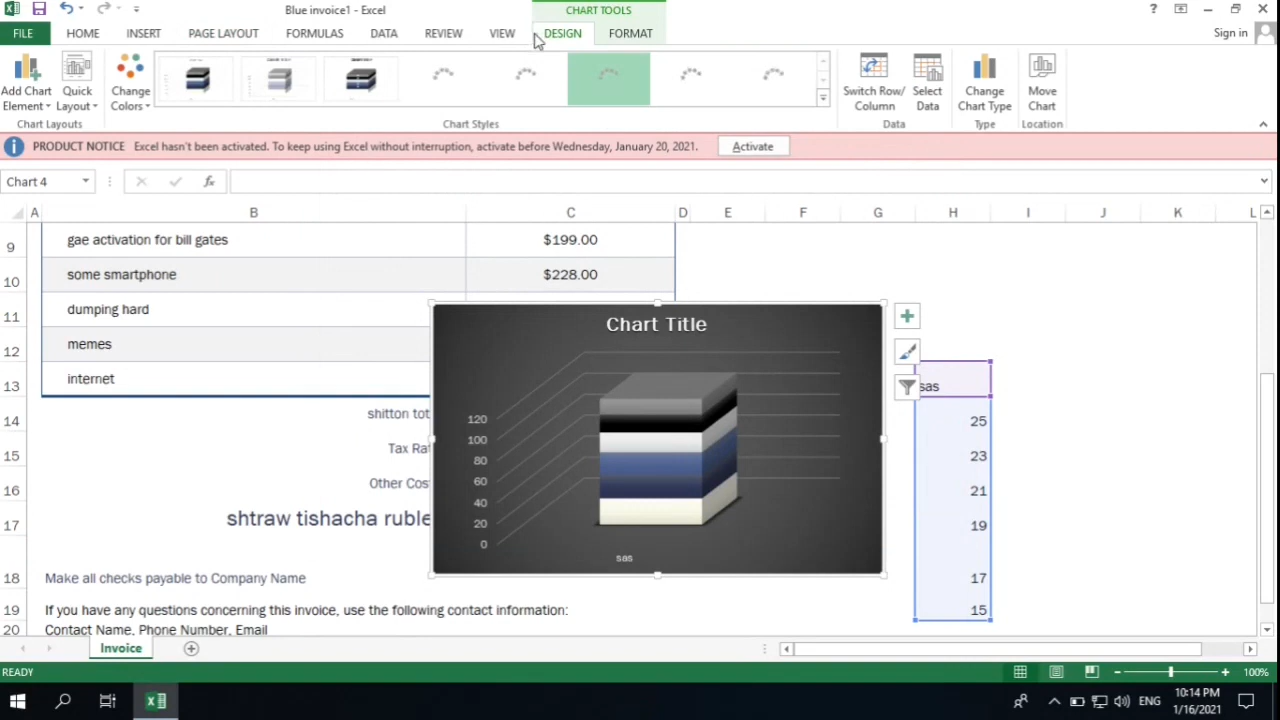 Blue invoice1 - Excel
CHART TOOLS
?
FILE HOME INSERT PAGE LAYOUT FORMULAS DATA REVIEW VIEW DESIGN FORMAT Sign in
Add Chart Element
Quick Layout
Change Colors
Switch Row/ Column
Select Data
Change Chart Type
Move Chart
Chart Layouts Chart Styles Data Type Location
PRODUCT NOTICE Excel hasn't been activated. To keep using Excel without interruption, activate before Wednesday, January 20, 2021. Activate
Chart 4 fx
A B C D E F G H I J K L
9 gae activation for bill gates $199.00
10 some smartphone $228.00
11 dumping hard
12 memes
13 internet sas
14 shitton tot 25
15 Tax Rat 23
16 Other Cos 21
17 shtraw tishacha ruble 19
18 Make all checks payable to Company Name 17
19 If you have any questions concerning this invoice, use the following contact information: 15
20 Contact Name, Phone Number, Email
Chart Title
120
100
80
60
40
20
0
sas
Invoice
READY 100%
ENG 10:14 PM
1/16/2021